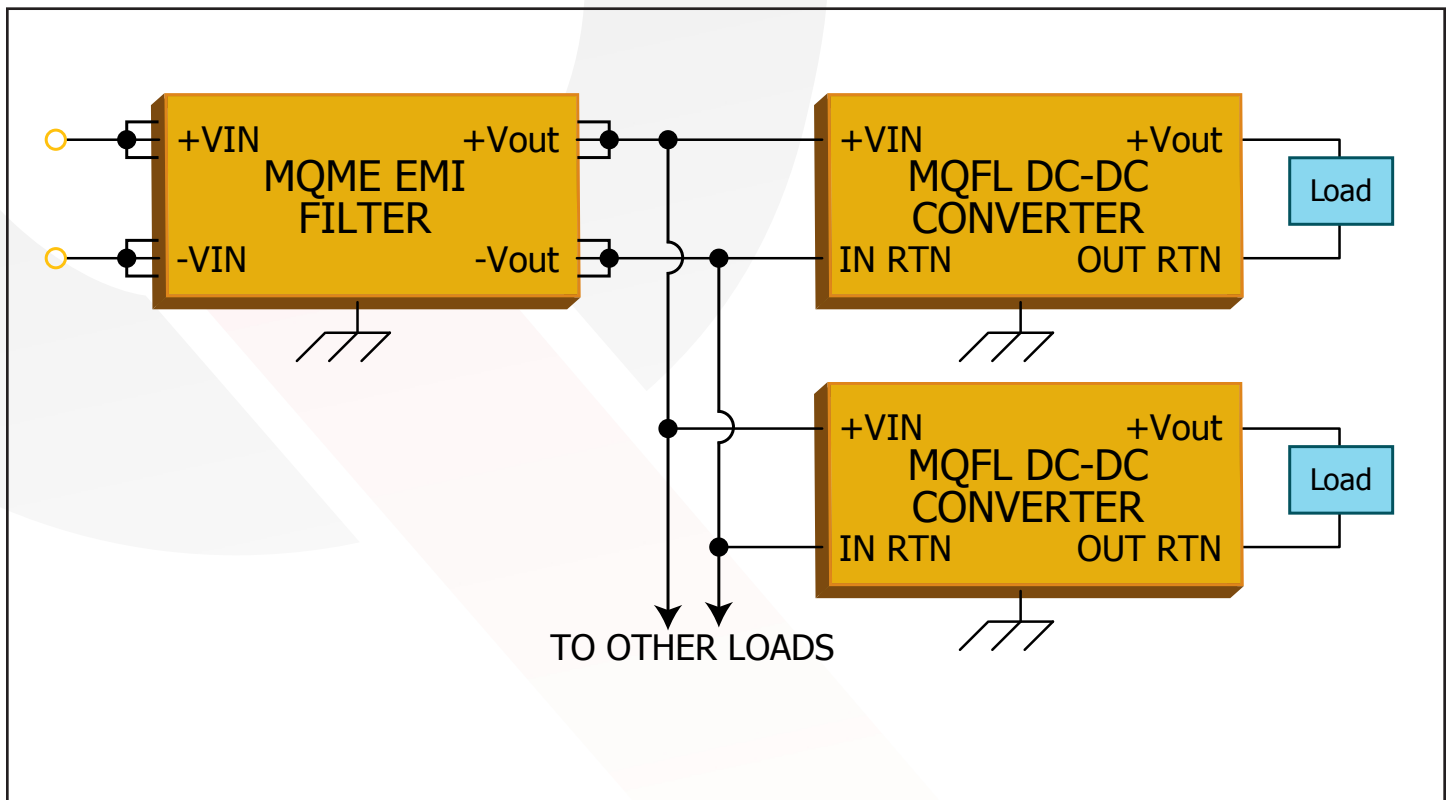 +VIN
+Vout
MQME EMI
FILTER
-VIN
-Vout
+VIN
+Vout
MQFL DC-DC
CONVERTER
IN RTN
OUT RTN
Load
+VIN
+Vout
MQFL DC-DC
CONVERTER
IN RTN
OUT RTN
Load
TO OTHER LOADS